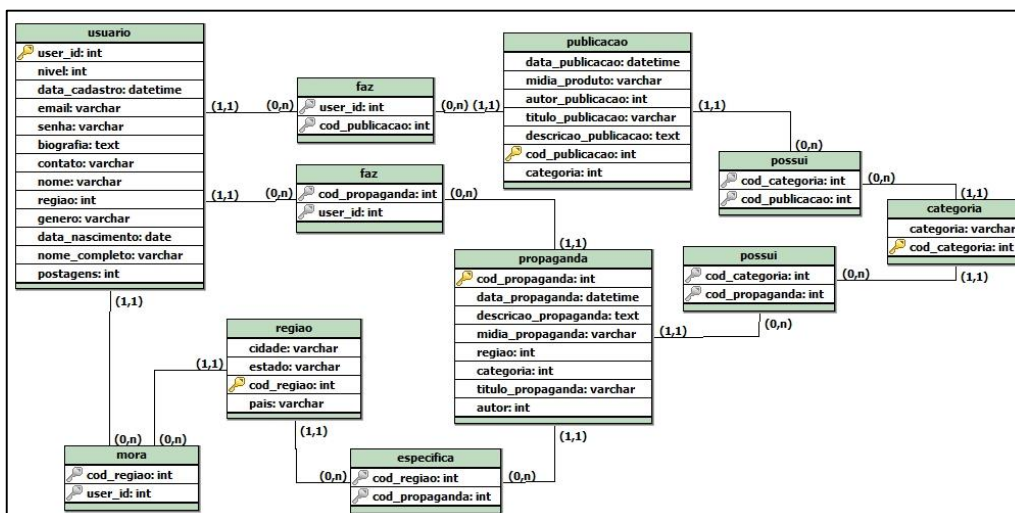 usuario
user_id: int
nivel: int
data_cadastro: datetime
email: varchar
senha: varchar
biografia: text
contato: varchar
nome: varchar
regiao: int
genero: varchar
data_nascimento: date
nome_completo: varchar
postagens: int
(1,1)
(0,n)
faz
user_id: int
cod_publicacao: int
(0,n)
(1,1)
publicacao
data_publicacao: datetime
midia_produto: varchar
autor_publicacao: int
titulo_publicacao: varchar
descricao_publicacao: text
cod_publicacao: int
categoria: int
(1,1)
(0,n)
possui
cod_categoria: int
cod_publicacao: int
(0,n)
(1,1)
categoria
categoria: varchar
cod_categoria: int
(1,1)
(1,1)
(0,n)
faz
cod_propaganda: int
user_id: int
(0,n)
(1,1)
propaganda
cod_propaganda: int
data_propaganda: datetime
descricao_propaganda: text
midia_propaganda: varchar
regiao: int
categoria: int
titulo_propaganda: varchar
autor: int
(1,1)
(0,n)
possui
cod_categoria: int
cod_propaganda: int
(0,n)
(1,1)
(1,1)
regiao
cidade: varchar
estado: varchar
cod_regiao: int
pais: varchar
(1,1)
(1,1)
(0,n)
(0,n)
mora
cod_regiao: int
user_id: int
(0,n)
especifica
cod_regiao: int
cod_propaganda: int
(0,n)